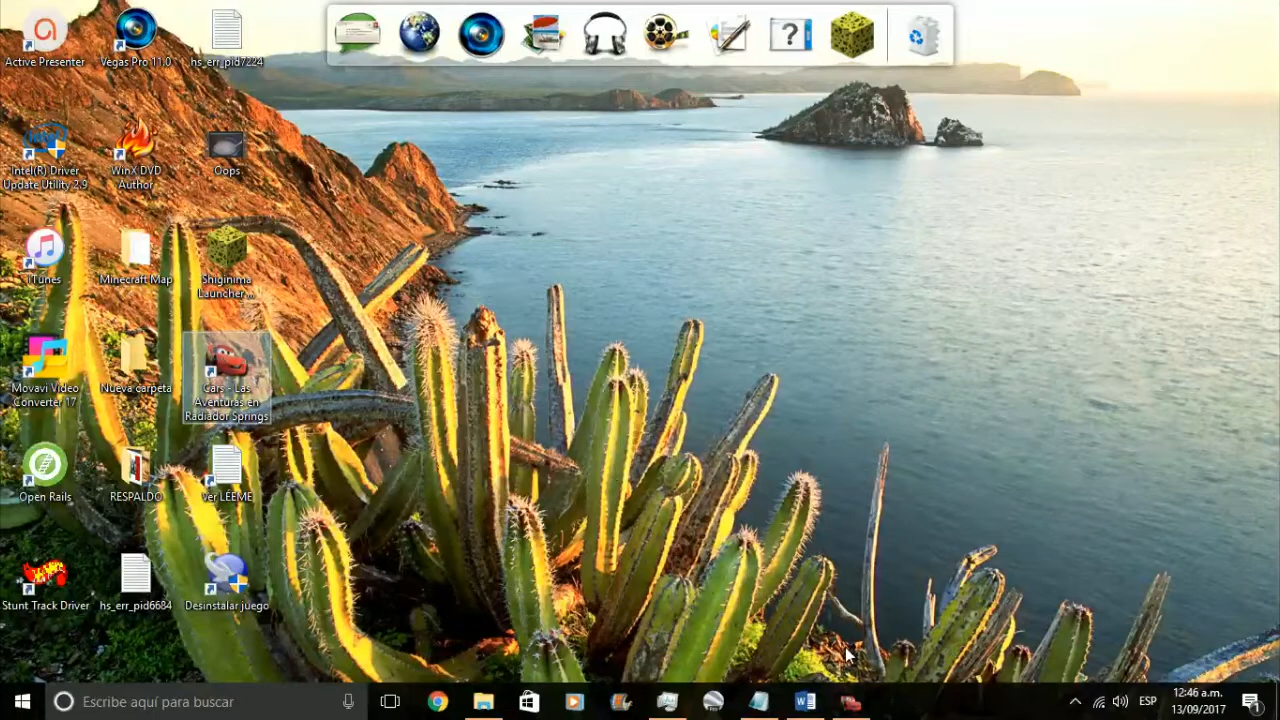 Active Presenter
Vegas Pro 11.0
hs_err_pid7224
Intel(R) Driver
Update Utility 2.9
WinX DVD
Author
Oops
iTunes
Minecraft Map
Shiginima
Launcher...
Movavi Video
Converter 17
Nueva carpeta
Cars - Las
Aventuras en
Radiador Springs
Open Rails
RESPALDO
Ver LÉEME
Stunt Track Driver
hs_err_pid6684
Desinstalar juego
Escribe aquí para buscar
ESP
12:46 a.m.
13/09/2017
1